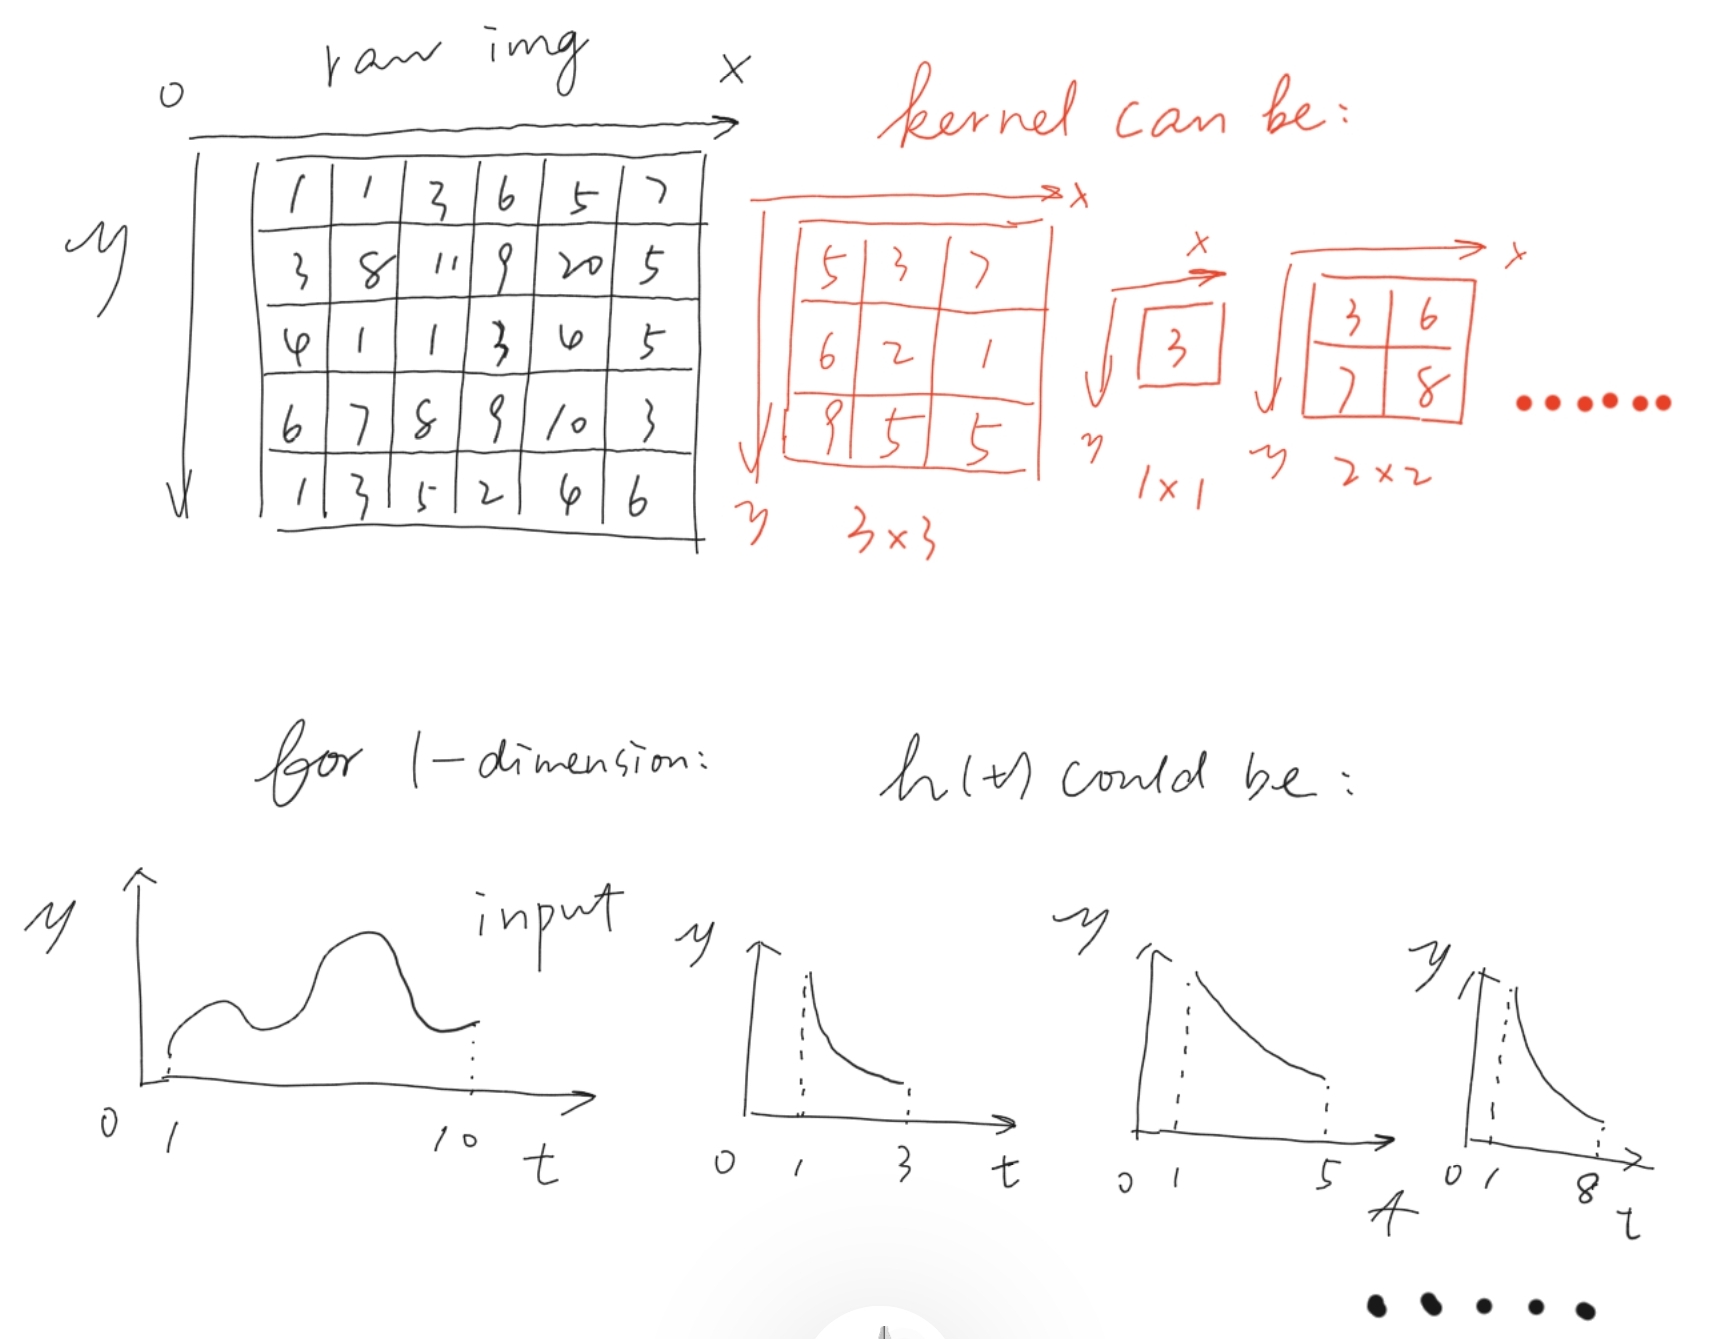 raw img
0 x
y
1 1 3 6 5 7
3 8 11 9 20 5
4 1 1 3 4 5
6 7 8 9 10 3
1 3 5 2 4 6
kernel can be:
x
5 3 7
6 2 1
9 5 5
y 3×3
x
3
y
1×1
x
3 6
7 8
y 2×2
for 1-dimension:
h(t) could be:
y input
0 1 10 t
y
0 1 3 t
y
0 1 5 t
y
0 1 8 t